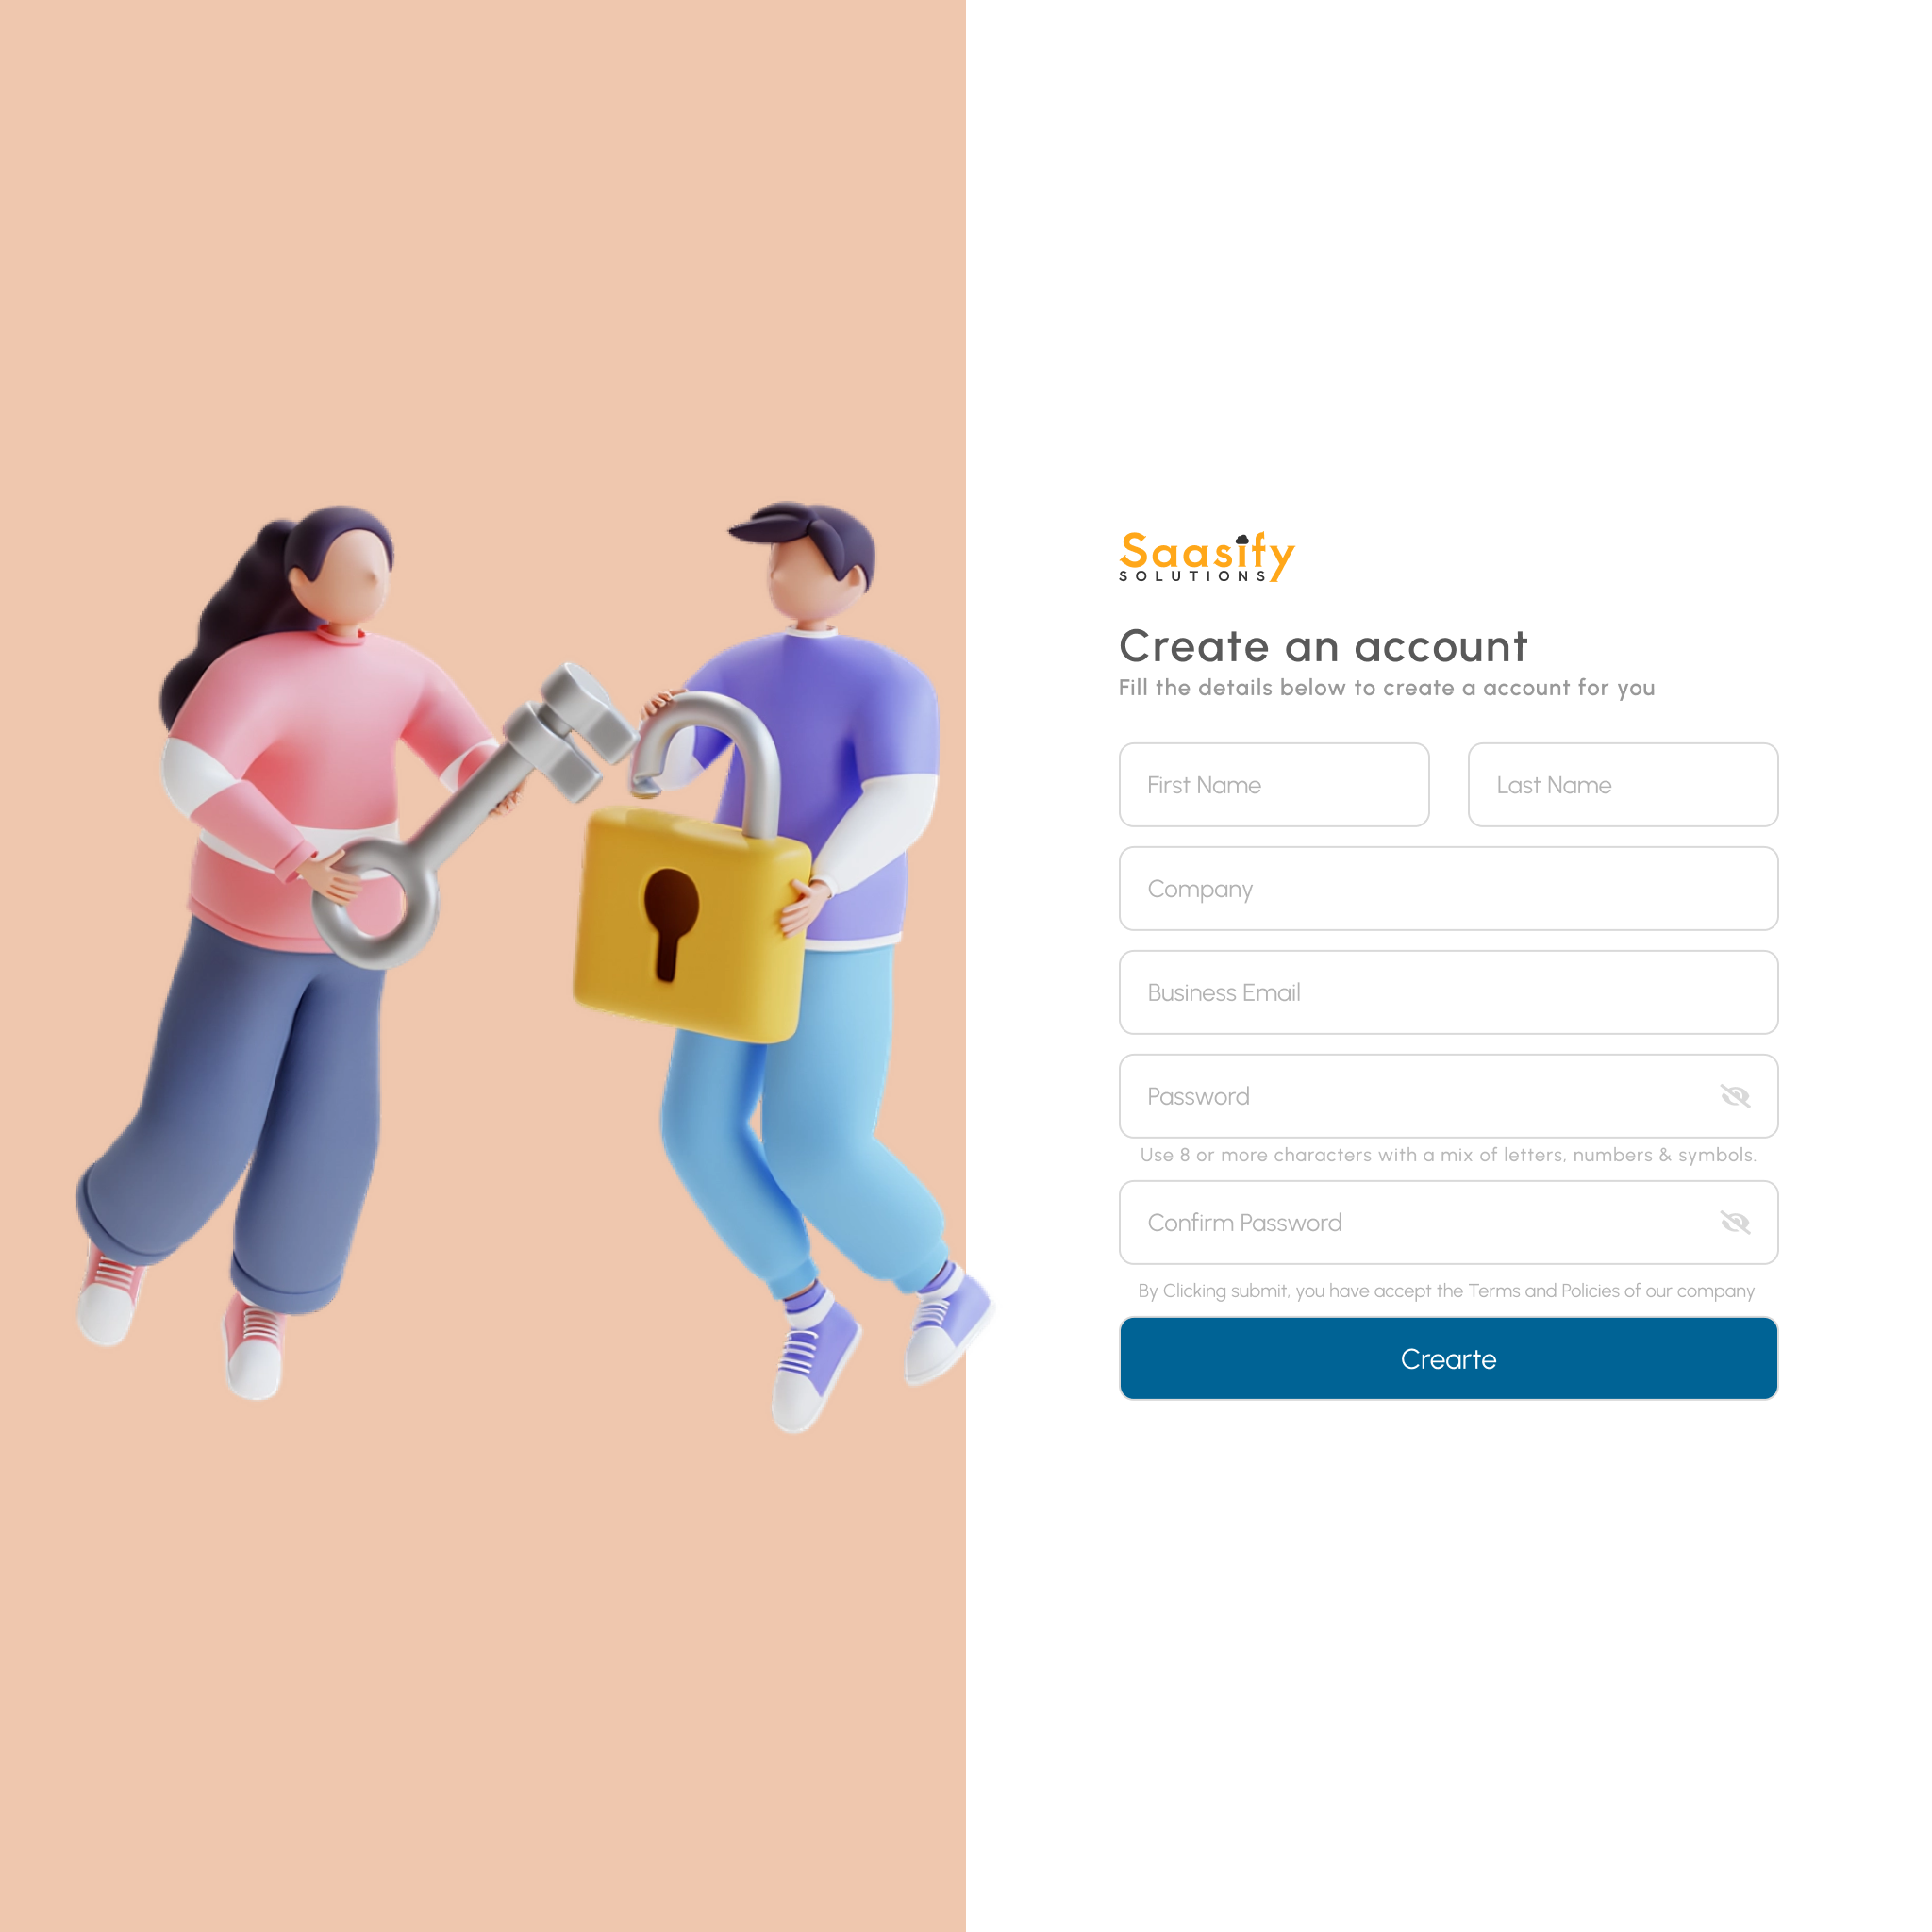 Saasify
SOLUTIONS
Create an account
Fill the details below to create a account for you
First Name
Last Name
Company
Business Email
Password
Use 8 or more characters with a mix of letters, numbers & symbols.
Confirm Password
By Clicking submit, you have accept the Terms and Policies of our company
Crearte